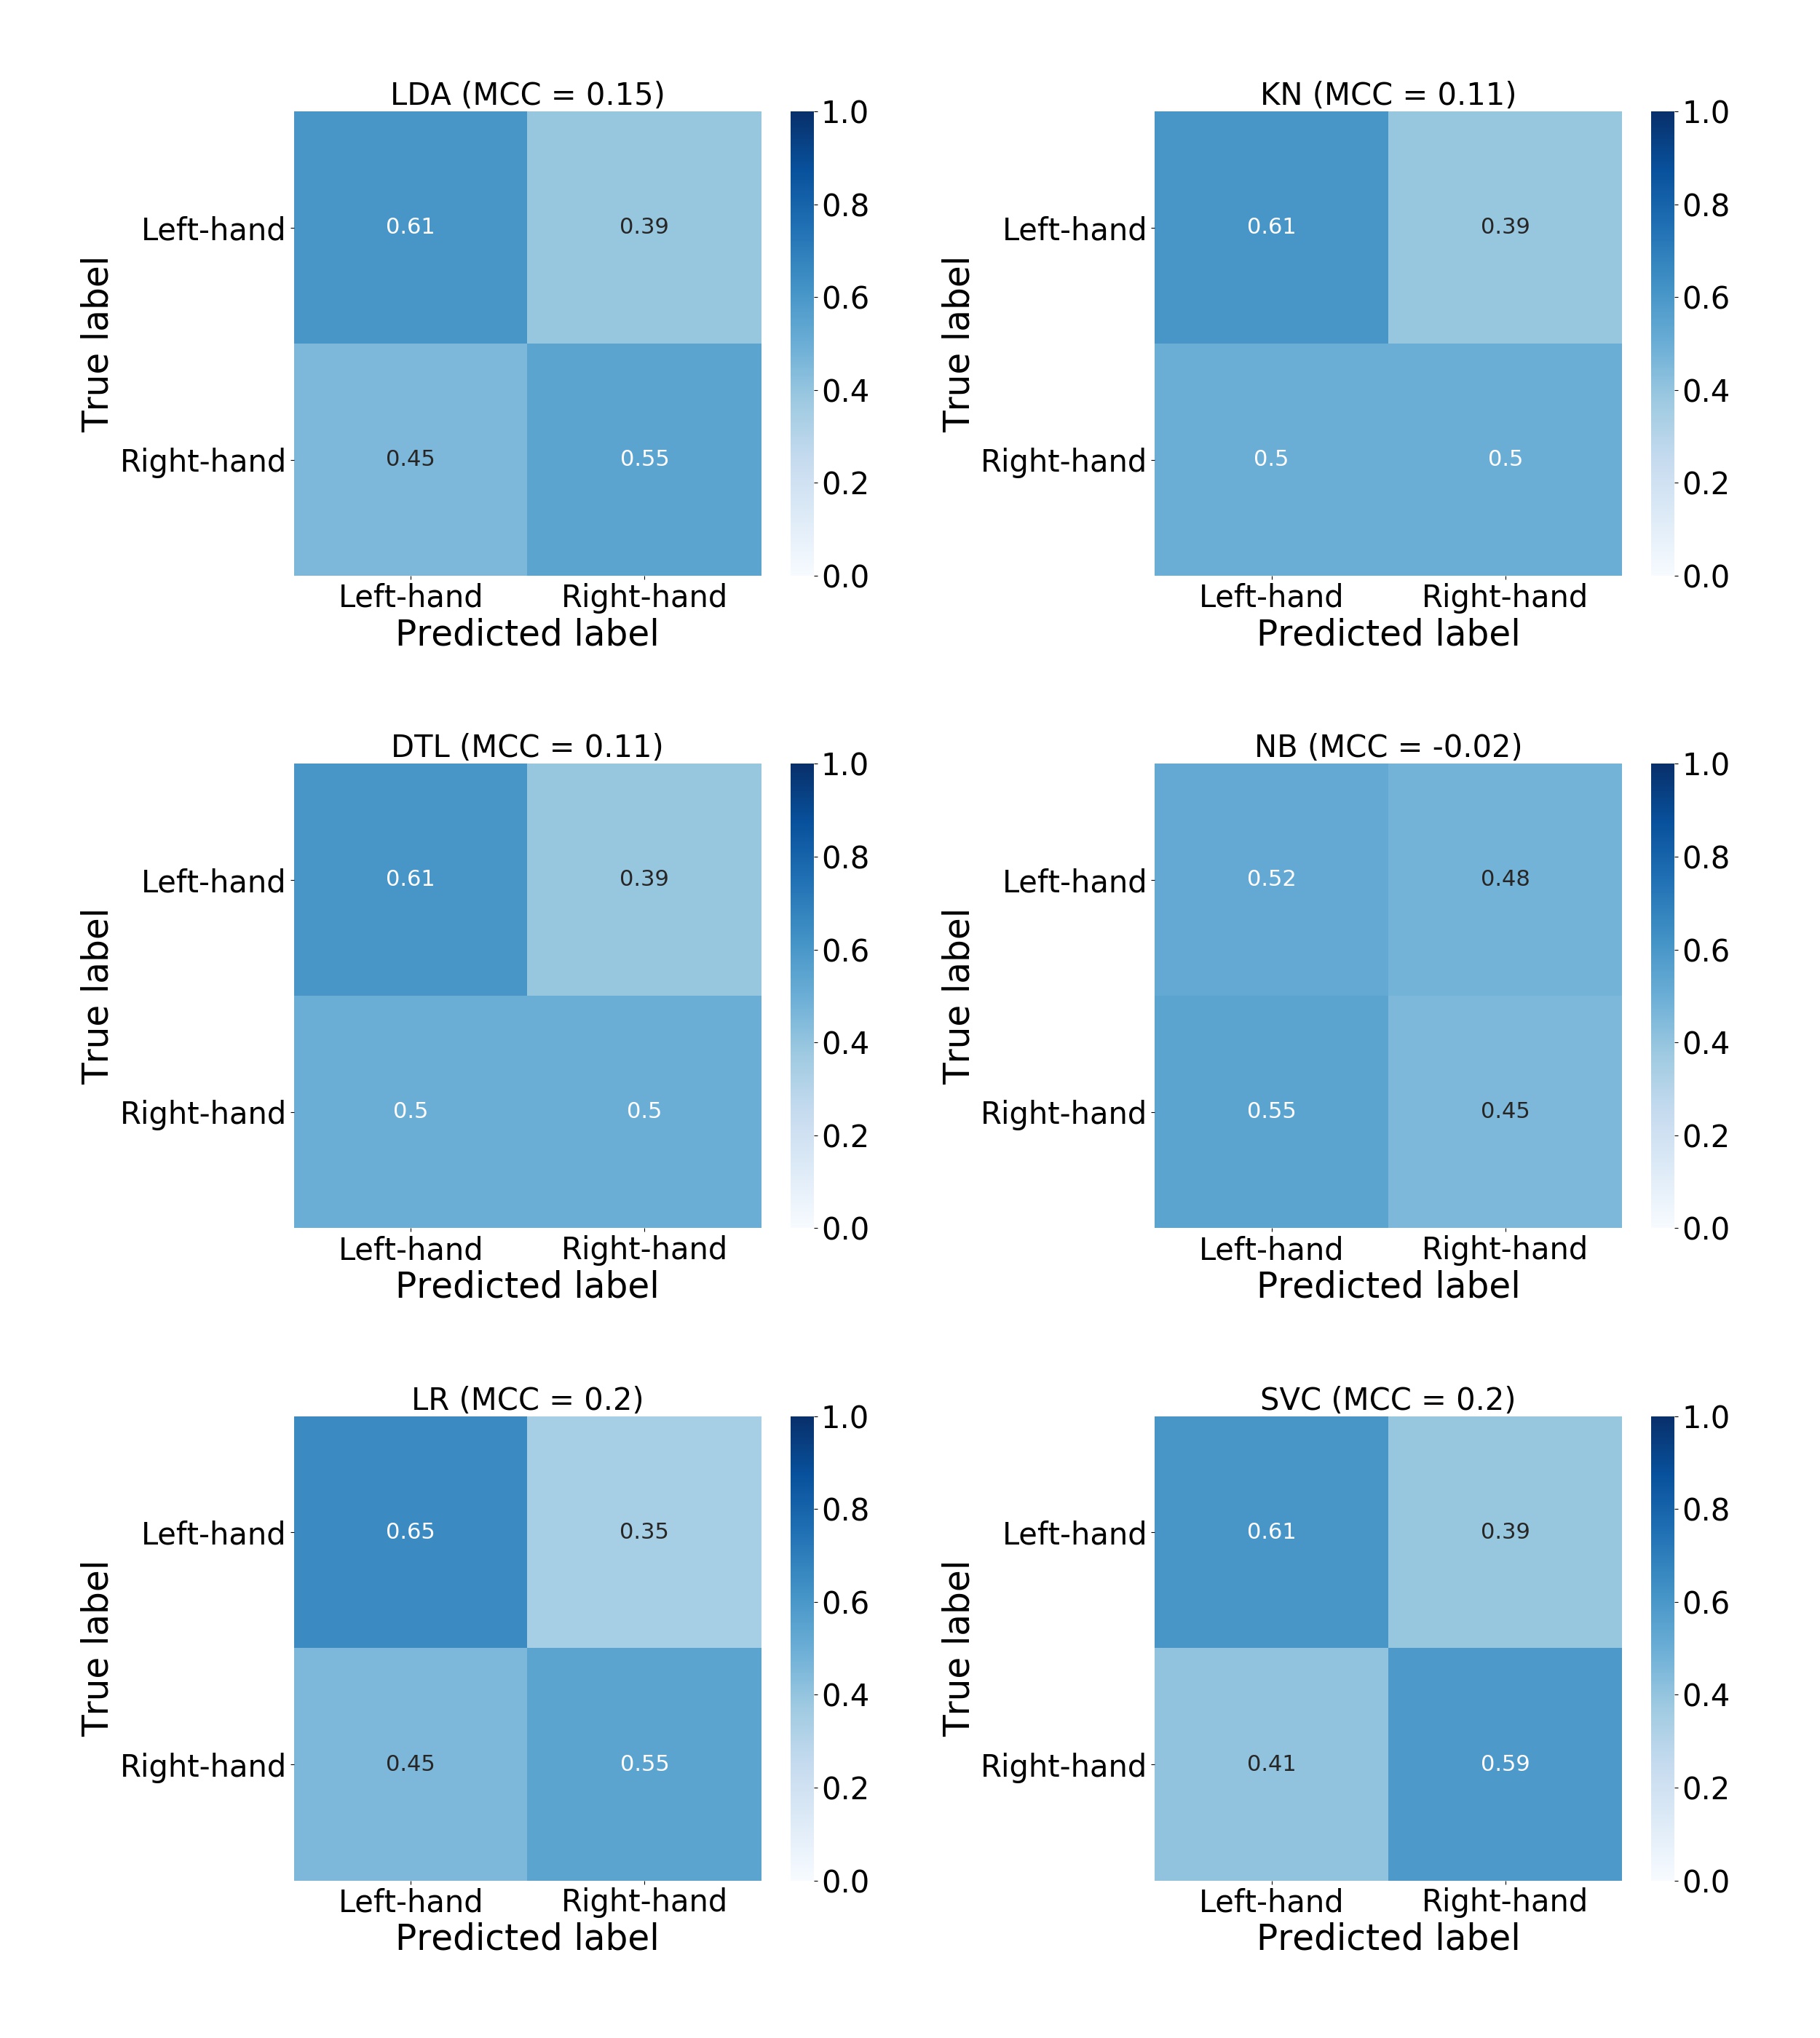 LDA (MCC = 0.15)
True label
Left-hand
0.61
0.39
Right-hand
0.45
0.55
Left-hand
Right-hand
Predicted label
1.0
0.8
0.6
0.4
0.2
0.0
KN (MCC = 0.11)
True label
Left-hand
0.61
0.39
Right-hand
0.5
0.5
Left-hand
Right-hand
Predicted label
1.0
0.8
0.6
0.4
0.2
0.0
DTL (MCC = 0.11)
True label
Left-hand
0.61
0.39
Right-hand
0.5
0.5
Left-hand
Right-hand
Predicted label
1.0
0.8
0.6
0.4
0.2
0.0
NB (MCC = -0.02)
True label
Left-hand
0.52
0.48
Right-hand
0.55
0.45
Left-hand
Right-hand
Predicted label
1.0
0.8
0.6
0.4
0.2
0.0
LR (MCC = 0.2)
True label
Left-hand
0.65
0.35
Right-hand
0.45
0.55
Left-hand
Right-hand
Predicted label
1.0
0.8
0.6
0.4
0.2
0.0
SVC (MCC = 0.2)
True label
Left-hand
0.61
0.39
Right-hand
0.41
0.59
Left-hand
Right-hand
Predicted label
1.0
0.8
0.6
0.4
0.2
0.0